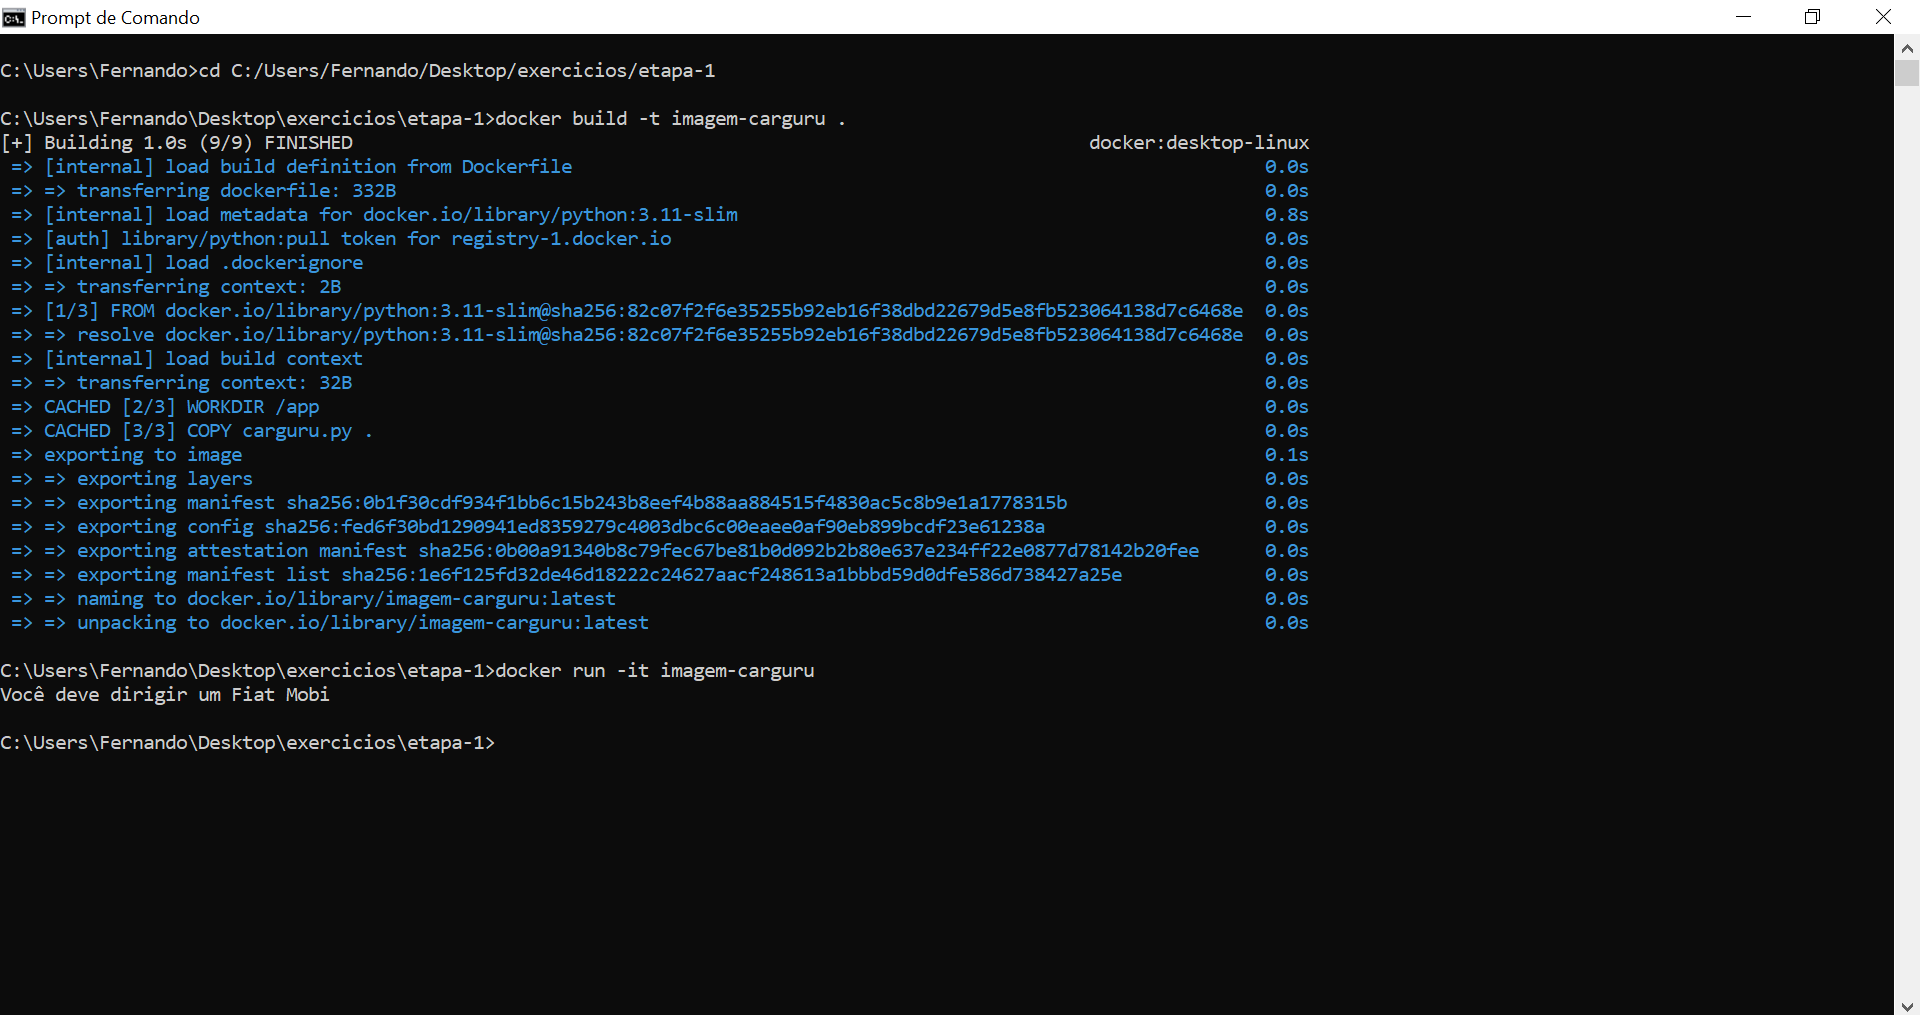 Prompt de Comando
C:\Users\Fernando>cd C:/Users/Fernando/Desktop/exercicios/etapa-1
C:\Users\Fernando\Desktop\exercicios\etapa-1>docker build -t imagem-carguru .
[+] Building 1.0s (9/9) FINISHED docker:desktop-linux
=> [internal] load build definition from Dockerfile 0.0s
=> => transferring dockerfile: 332B 0.0s
=> [internal] load metadata for docker.io/library/python:3.11-slim 0.8s
=> [auth] library/python:pull token for registry-1.docker.io 0.0s
=> [internal] load .dockerignore 0.0s
=> => transferring context: 2B 0.0s
=> [1/3] FROM docker.io/library/python:3.11-slim@sha256:82c07f2f6e35255b92eb16f38dbd22679d5e8fb523064138d7c6468e 0.0s
=> => resolve docker.io/library/python:3.11-slim@sha256:82c07f2f6e35255b92eb16f38dbd22679d5e8fb523064138d7c6468e 0.0s
=> [internal] load build context 0.0s
=> => transferring context: 32B 0.0s
=> CACHED [2/3] WORKDIR /app 0.0s
=> CACHED [3/3] COPY carguru.py . 0.0s
=> exporting to image 0.1s
=> => exporting layers 0.0s
=> => exporting manifest sha256:0b1f30cdf934f1bb6c15b243b8eef4b88aa884515f4830ac5c8b9e1a1778315b 0.0s
=> => exporting config sha256:fed6f30bd1290941ed8359279c4003dbc6c00eaee0af90eb899bcdf23e61238a 0.0s
=> => exporting attestation manifest sha256:0b00a91340b8c79fec67be81b0d092b2b80e637e234ff22e0877d78142b20fee 0.0s
=> => exporting manifest list sha256:1e6f125fd32de46d18222c24627aacf248613a1bbbd59d0dfe586d738427a25e 0.0s
=> => naming to docker.io/library/imagem-carguru:latest 0.0s
=> => unpacking to docker.io/library/imagem-carguru:latest 0.0s
C:\Users\Fernando\Desktop\exercicios\etapa-1>docker run -it imagem-carguru
Você deve dirigir um Fiat Mobi
C:\Users\Fernando\Desktop\exercicios\etapa-1>